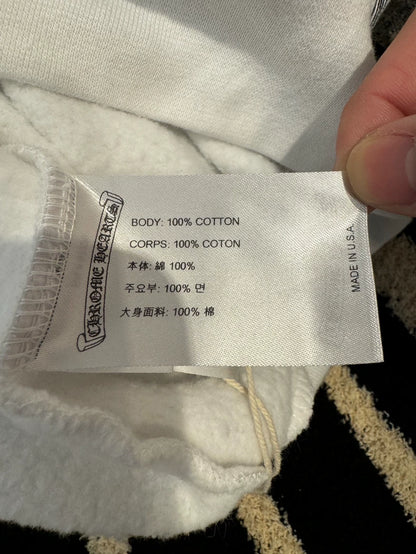 CHROME HEARTS
BODY: 100% COTTON
CORPS: 100% COTON
本体: 綿 100%
주요부: 100% 면
大身面料: 100% 棉
MADE IN U.S.A.